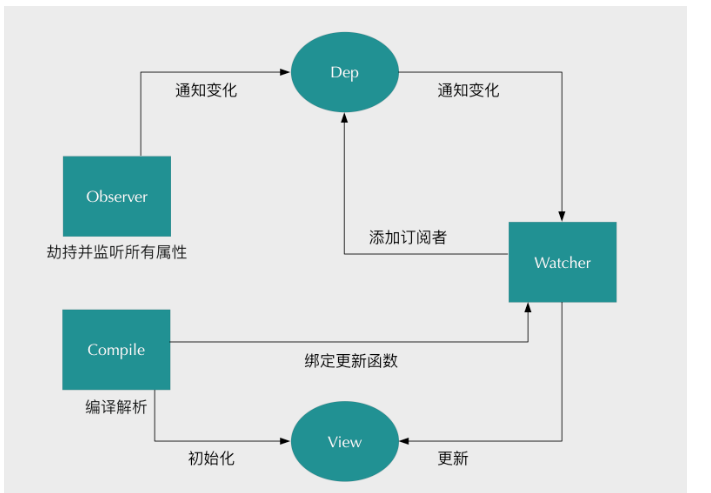 Dep
通知变化
通知变化
Observer
劫持并监听所有属性
添加订阅者
Watcher
Compile
绑定更新函数
编译解析
View
初始化
更新